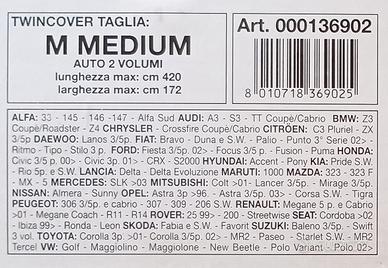 TWINCOVER TAGLIA:
M MEDIUM
AUTO 2 VOLUMI
lunghezza max: cm 420
larghezza max: cm 172
Art. 000136902
8 010718 369025
ALFA: 33 - 145 - 146 - 147 - Alfa Sud AUDI: A3 - S3 - TT Coupé/Cabrio BMW: Z3
Coupé/Roadster - Z4 CHRYSLER - Crossfire Coupé/Cabrio CITRÖEN: C3 Pluriel - ZX
3/5p DAEWOO: Lanos 3/5p. FIAT: Bravo - Duna e S.W. - Palio - Punto 3° Serie 02> -
Ritmo - Tipo - Stilo 3 p. FORD: Fiesta 3/5p. 02> - Focus 3/5 p. - Fusion - Puma HONDA:
Civic 3/5 p. 00> - Civic 3p. 01> - CRX - S2000 HYUNDAI: Accent - Pony KIA: Pride S.W.
Rio 5p. e S.W. LANCIA: Delta - Delta Evoluzione MARUTI: 1000 MAZDA: 323 - 323 F
- MX - 5 MERCEDES: SLK >03 MITSUBISHI: Colt >01 - Lancer 3/5p. - Mirage 3/5p.
NISSAN: Almera - Sunny OPEL: Astra 3p >96. - Astra 3/5p. 03> - Corsa S.W. - Tigra
PEUGEOT: 306 3/5p. e cabrio - 307 - 309 - 206 S.W. RENAULT: Megane 5 p. e Cabrio
>01 - Megane Coach - R11 - R14 ROVER: 25 99> - 200 - Streetwise SEAT: Cordoba >02
- Ibiza 99> - Ronda - Leon SKODA: Fabia e S.W. - Favorit SUZUKI: Baleno 3/5p. - Swift
3 vol. TOYOTA: Corolla 3p. >01 - Corolla 3/5p. 02> - MR2 - Paseo - Starlet S.W. - MR2
Tercel VW: Golf - Maggiolino - Maggiolone - New Beetle - Polo Variant - Polo 02>